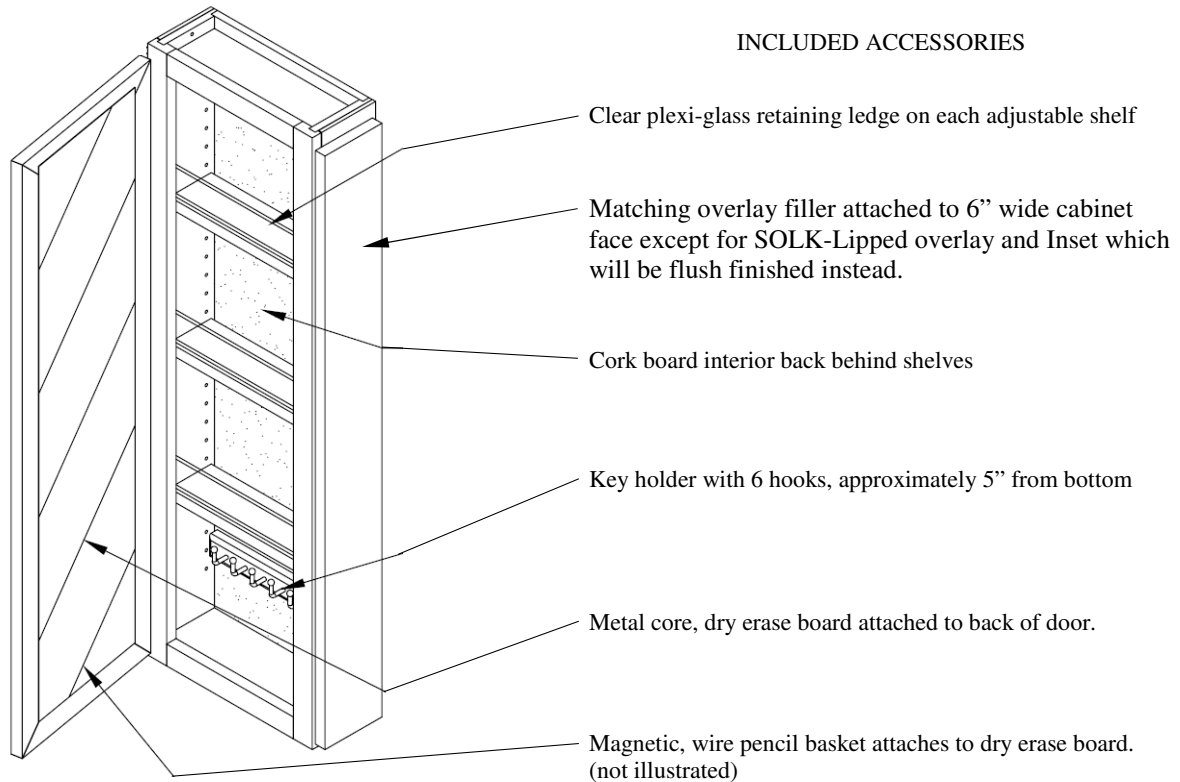 INCLUDED ACCESSORIES
Clear plexi-glass retaining ledge on each adjustable shelf
Matching overlay filler attached to 6” wide cabinet
face except for SOLK-Lipped overlay and Inset which
will be flush finished instead.
Cork board interior back behind shelves
Key holder with 6 hooks, approximately 5” from bottom
Metal core, dry erase board attached to back of door.
Magnetic, wire pencil basket attaches to dry erase board.
(not illustrated)